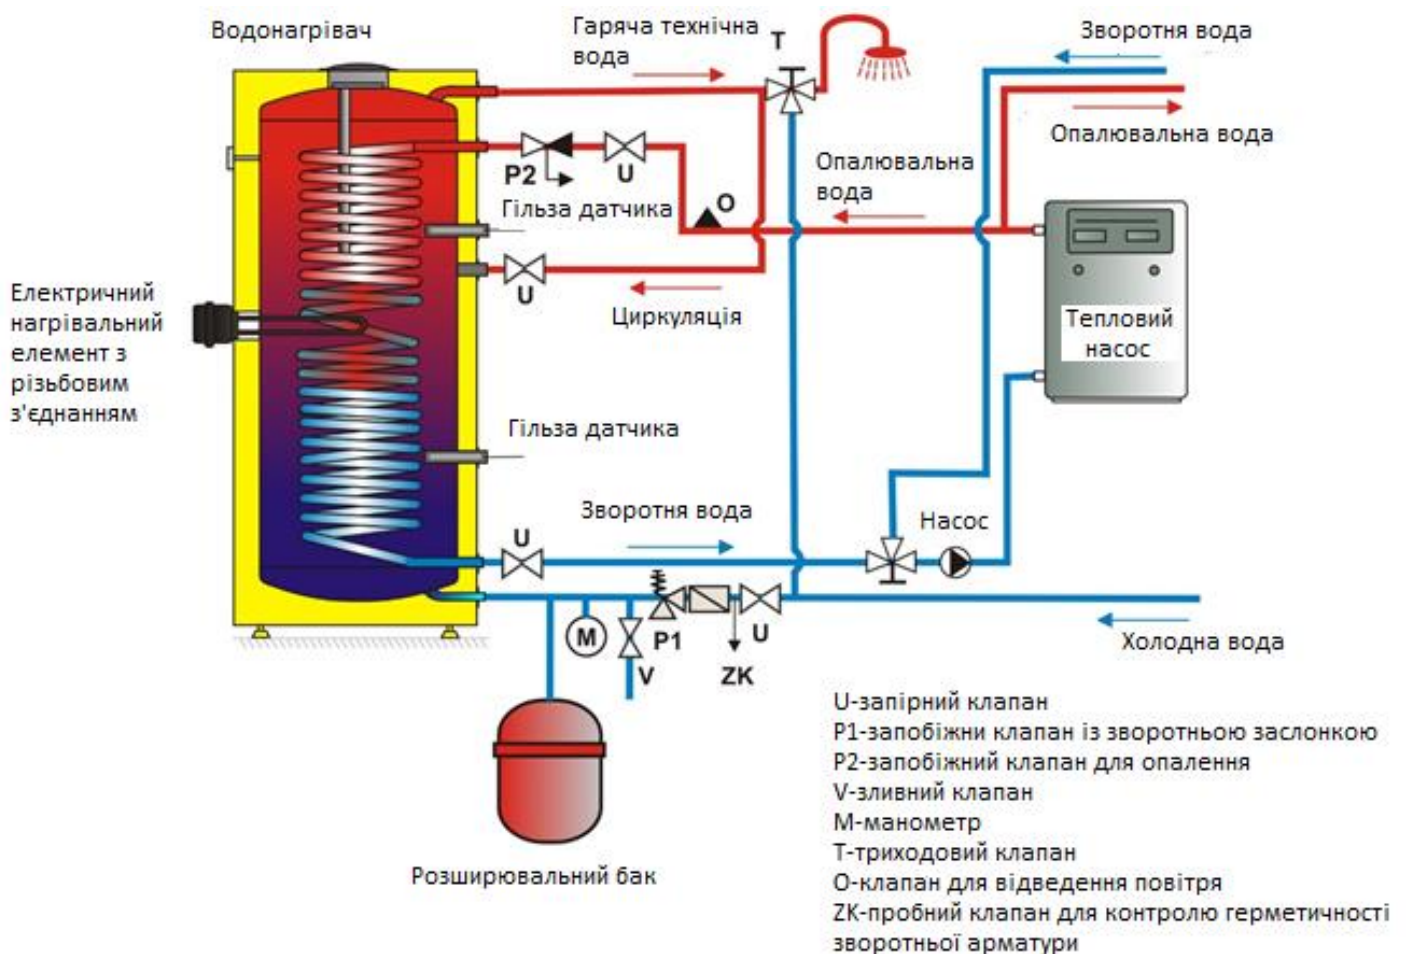 Водонагрівач
Гаряча технічна
вода
T
Зворотня вода
Опалювальна вода
Опалювальна
вода
P2
U
O
Гільза датчика
U
Циркуляція
Електричний
нагрівальний
елемент з
різьбовим
з'єднанням
Тепловий
насос
Гільза датчика
Зворотня вода
U
Насос
M
P1
U
V
ZK
Холодна вода
Розширювальний бак
U-запірний клапан
P1-запобіжни клапан із зворотньою заслонкою
P2-запобіжний клапан для опалення
V-зливний клапан
M-манометр
T-триходовий клапан
O-клапан для відведення повітря
ZK-пробний клапан для контролю герметичності
зворотньої арматури